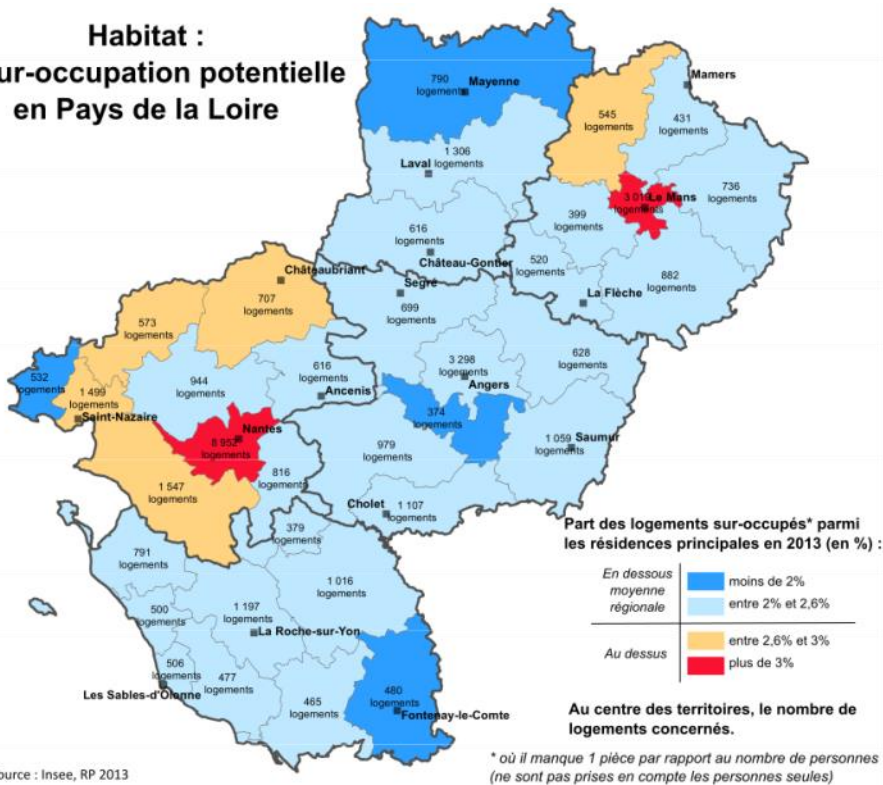 Habitat :
ur-occupation potentielle
en Pays de la Loire
790
logements
Mayenne
Mamers
545
logements
431
logements
1 306
logements
Laval
3 019
logements
Le Mans
736
logements
399
logements
616
logements
Château-Gontier
520
logements
882
logements
La Flèche
Châteaubriant
707
logements
Segré
699
logements
573
logements
532
logements
1 499
logements
Saint-Nazaire
944
logements
616
logements
Ancenis
3 298
logements
Angers
628
logements
374
logements
Nantes
8 952
logements
979
logements
1 059
logements
Saumur
816
logements
1 547
logements
Cholet
1 107
logements
379
logements
791
logements
1 016
logements
500
logements
1 197
logements
La Roche-sur-Yon
506
logements
Les Sables-d'Olonne
477
logements
465
logements
480
logements
Fontenay-le-Comte
Part des logements sur-occupés* parmi
les résidences principales en 2013 (en %) :
En dessous
moyenne
régionale
moins de 2%
entre 2% et 2,6%
Au dessus
entre 2,6% et 3%
plus de 3%
Au centre des territoires, le nombre de
logements concernés.
* où il manque 1 pièce par rapport au nombre de personnes
(ne sont pas prises en compte les personnes seules)
ource : Insee, RP 2013